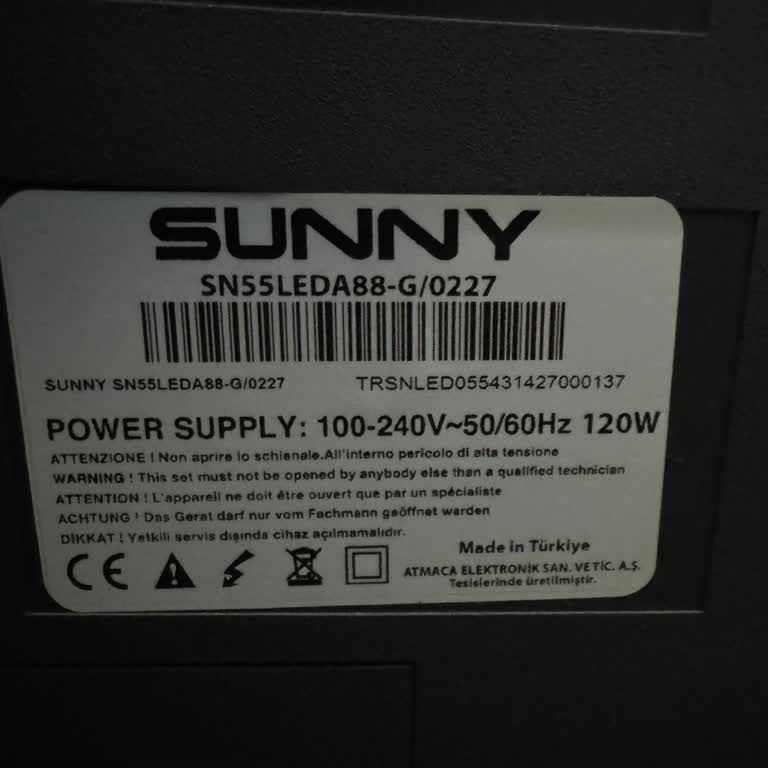 SUNNY
SN55LEDA88-G/0227
SUNNY SN55LEDA88-G/0227 TRSNLED055431427000137
POWER SUPPLY: 100-240V~50/60Hz 120W
ATTENZIONE ! Non aprire lo schienale.All'interno pericolo di alta tensione
WARNING ! This set must not be opened by anybody else than a qualified technician
ATTENTION ! L'appareil ne doit être ouvert que par un spécialiste
ACHTUNG ! Das Gerat darf nur vom Fachmann geöffnet warden
DİKKAT ! Yetkili servis dışında cihaz açılmamalıdır.
CE
Made in Türkiye
ATMACA ELEKTRONİK SAN. VE TİC. A.Ş.
Tesislerinde üretilmiştir.